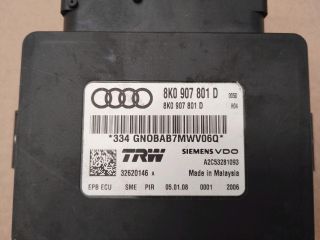 8K0 907 801 D 0050
8K0 907 801 D H04
*334 GN0BAB7MWV06Q*
TRW SIEMENS VDO
32620146 A A2C53281093
Made in Malaysia
EPB ECU SME PIR 05.01.08 0001 2006